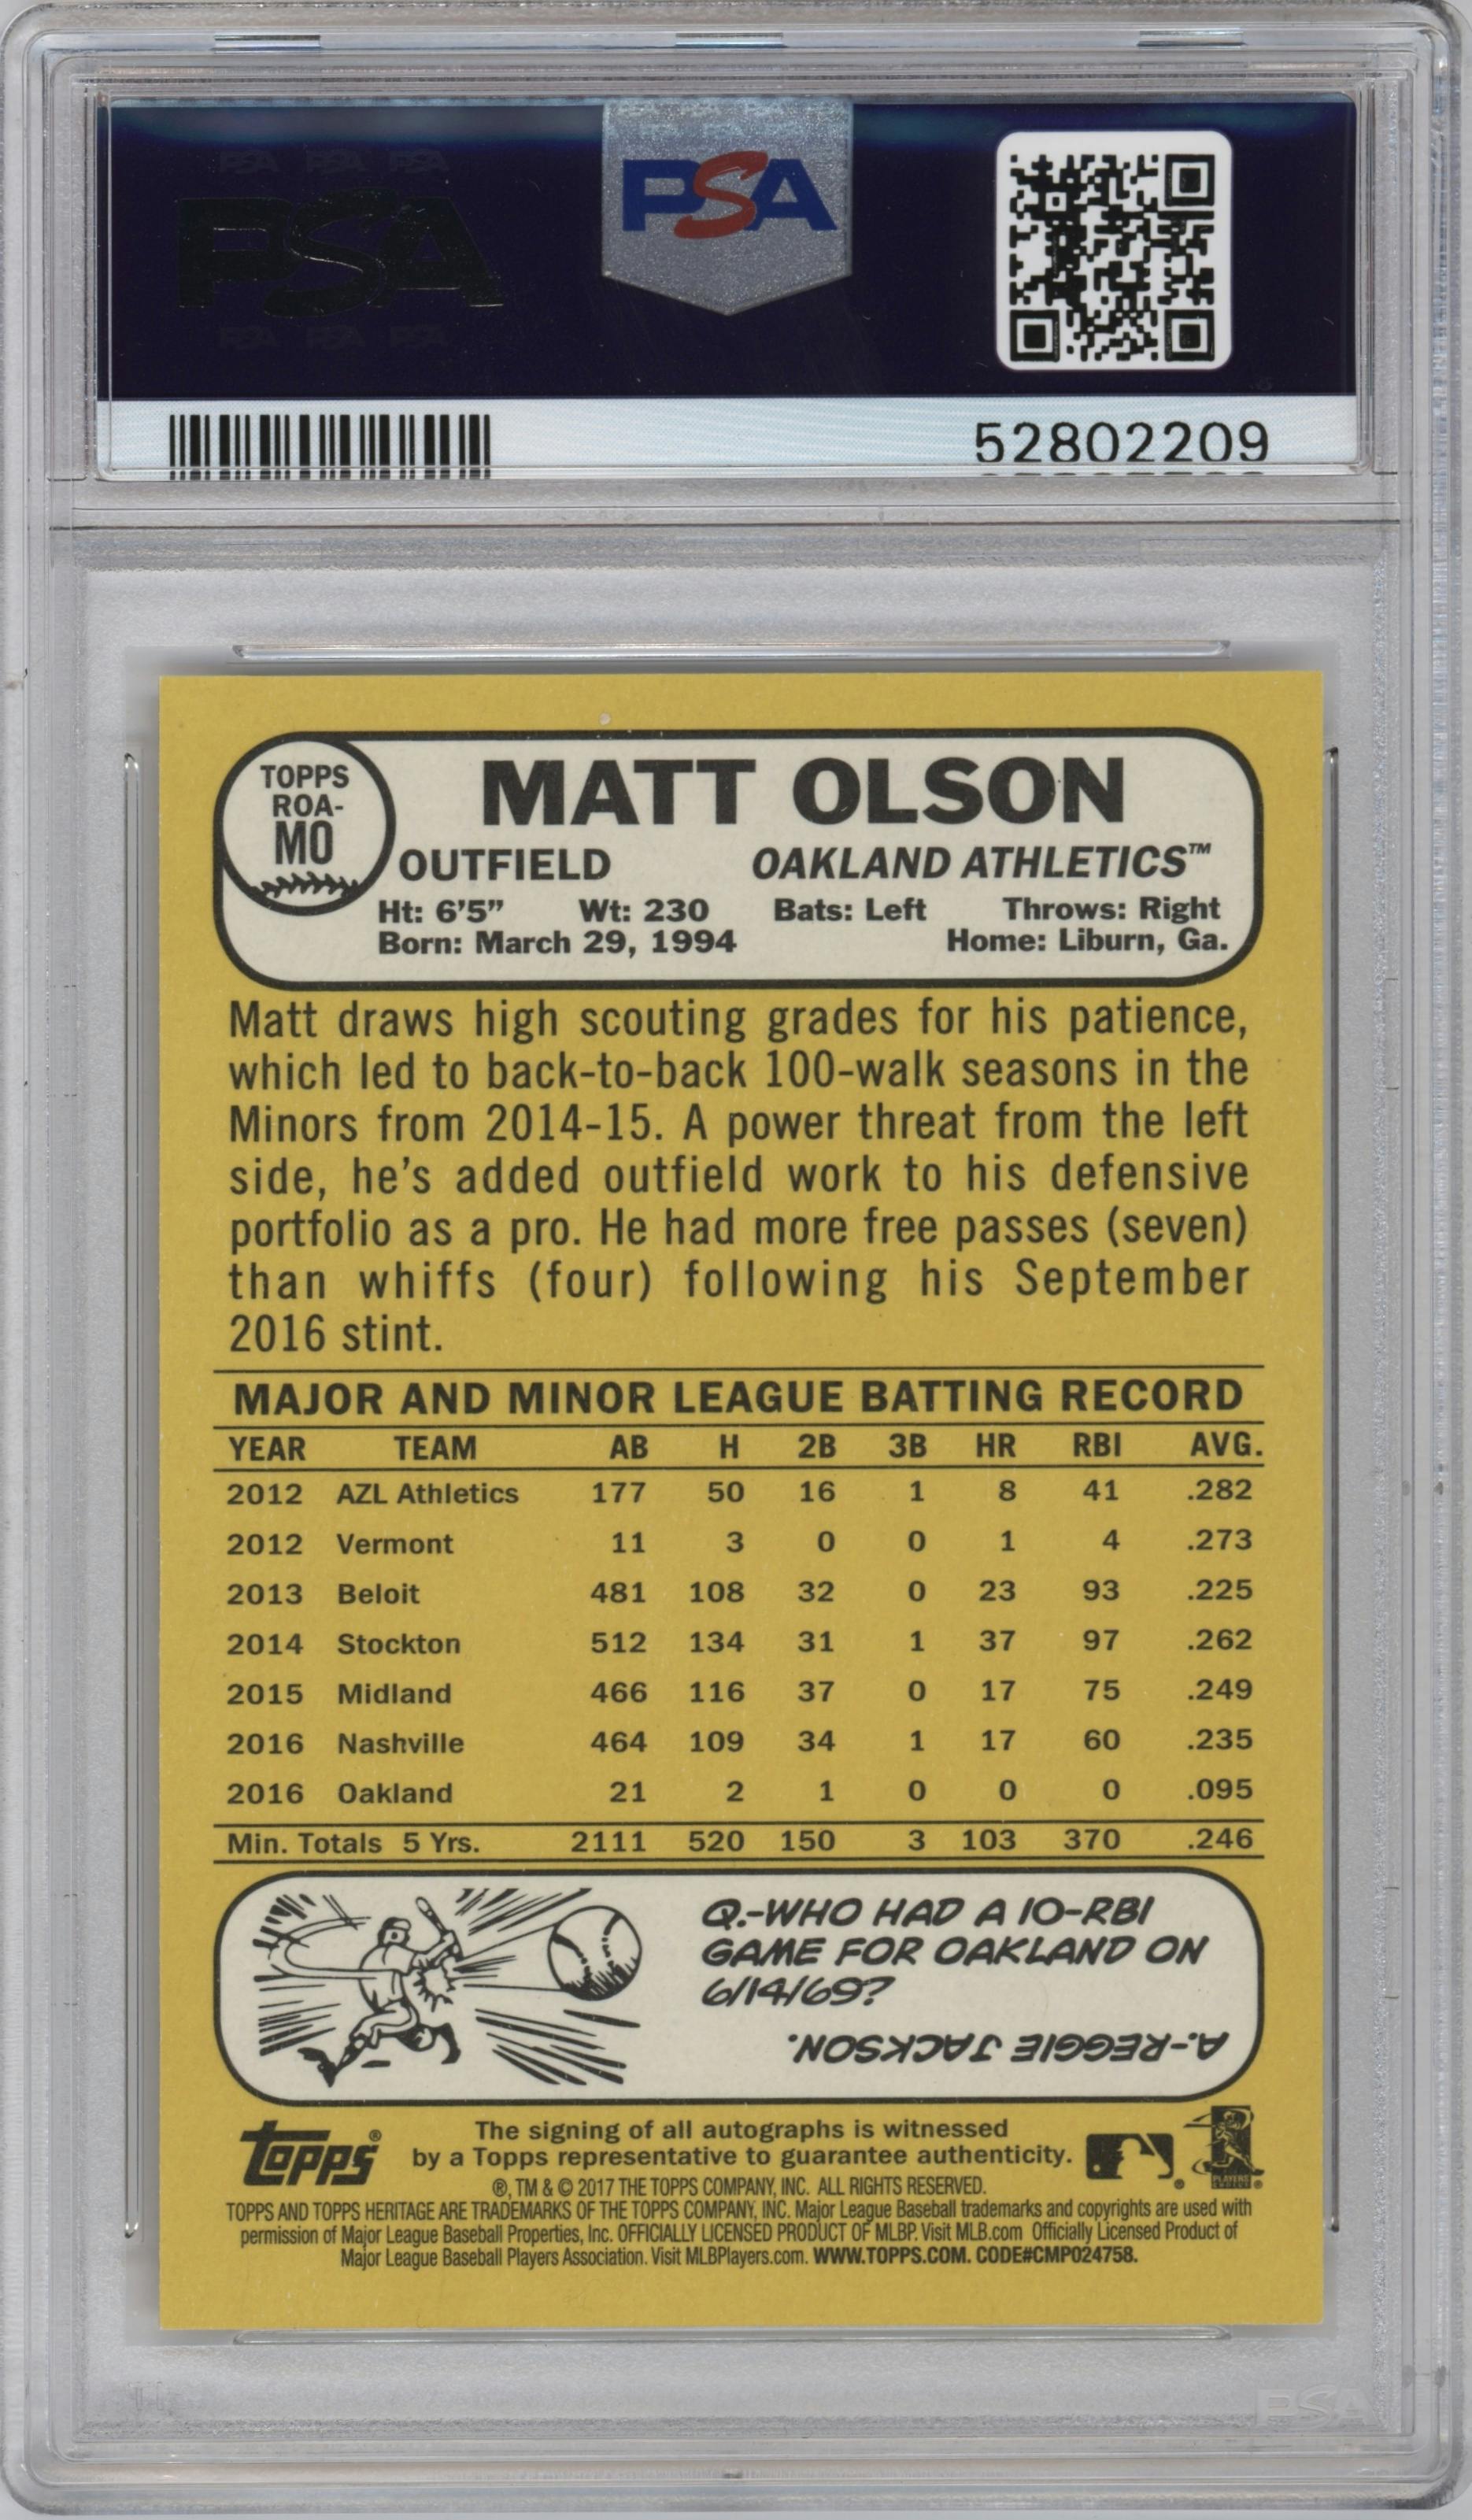 PSA PSA PSA
PSA
PSA PSA PSA
PSA
52802209
TOPPS
ROA-
MO
MATT OLSON
OUTFIELD OAKLAND ATHLETICS™
Ht: 6'5” Wt: 230 Bats: Left Throws: Right
Born: March 29, 1994 Home: Liburn, Ga.
Matt draws high scouting grades for his patience,
which led to back-to-back 100-walk seasons in the
Minors from 2014-15. A power threat from the left
side, he's added outfield work to his defensive
portfolio as a pro. He had more free passes (seven)
than whiffs (four) following his September
2016 stint.
MAJOR AND MINOR LEAGUE BATTING RECORD
YEAR TEAM AB H 2B 3B HR RBI AVG.
2012 AZL Athletics 177 50 16 1 8 41 .282
2012 Vermont 11 3 0 0 1 4 .273
2013 Beloit 481 108 32 0 23 93 .225
2014 Stockton 512 134 31 1 37 97 .262
2015 Midland 466 116 37 0 17 75 .249
2016 Nashville 464 109 34 1 17 60 .235
2016 Oakland 21 2 1 0 0 0 .095
Min. Totals 5 Yrs. 2111 520 150 3 103 370 .246
Q.-WHO HAD A 10-RBI
GAME FOR OAKLAND ON
6/14/69?
A.-REGGIE JACKSON.
topps®
The signing of all autographs is witnessed
by a Topps representative to guarantee authenticity.
®, TM & © 2017 THE TOPPS COMPANY, INC. ALL RIGHTS RESERVED.
TOPPS AND TOPPS HERITAGE ARE TRADEMARKS OF THE TOPPS COMPANY, INC. Major League Baseball trademarks and copyrights are used with
permission of Major League Baseball Properties, Inc. OFFICIALLY LICENSED PRODUCT OF MLBP. Visit MLB.com Officially Licensed Product of
Major League Baseball Players Association. Visit MLBPlayers.com. WWW.TOPPS.COM. CODE#CMP024758.
PLAYERS
CHOICE ®
PSA